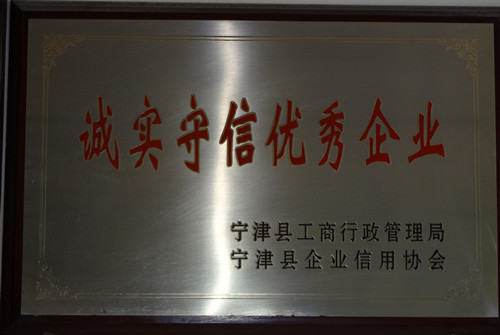 诚实守信优秀企业
宁津县工商行政管理局
宁津县企业信用协会